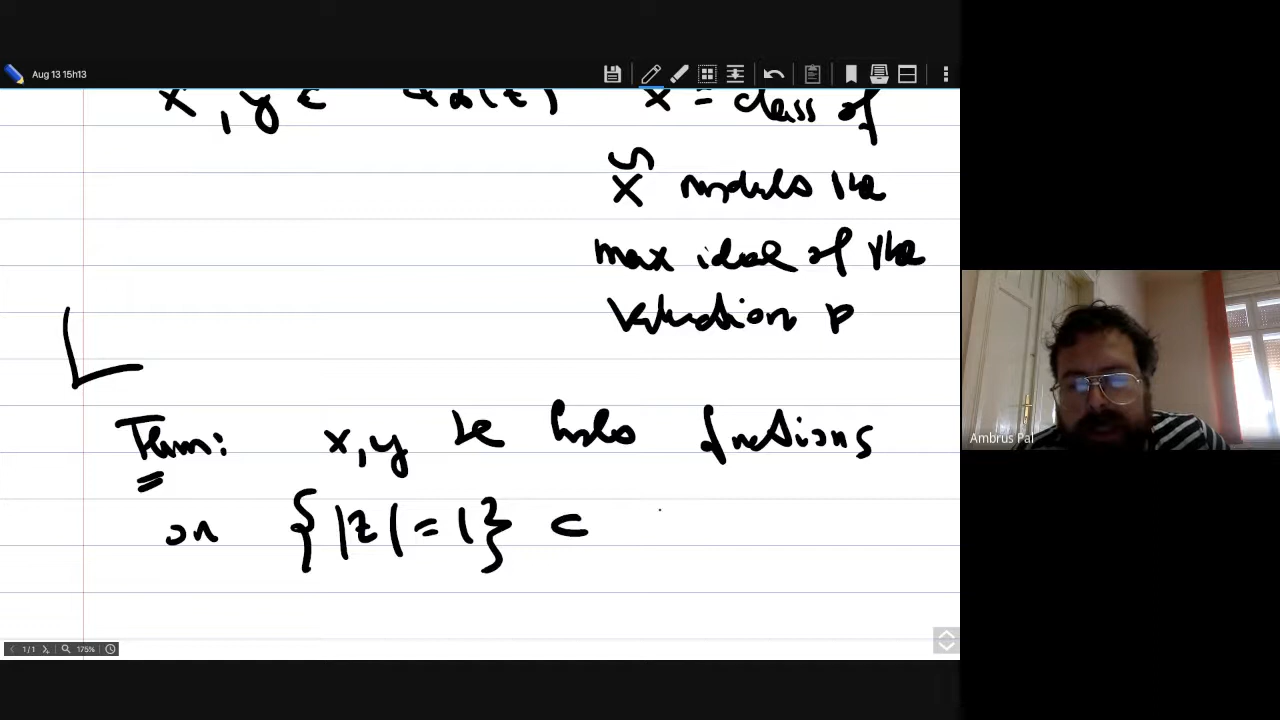 Aug 13 15h13
x, y ∈ (z) x = class of
x modulo the
max ideal of the
valuation p
Thm: x, y be holo functions
on { |z| = 1 } ⊂
Ambrus Pal
1/1 175%